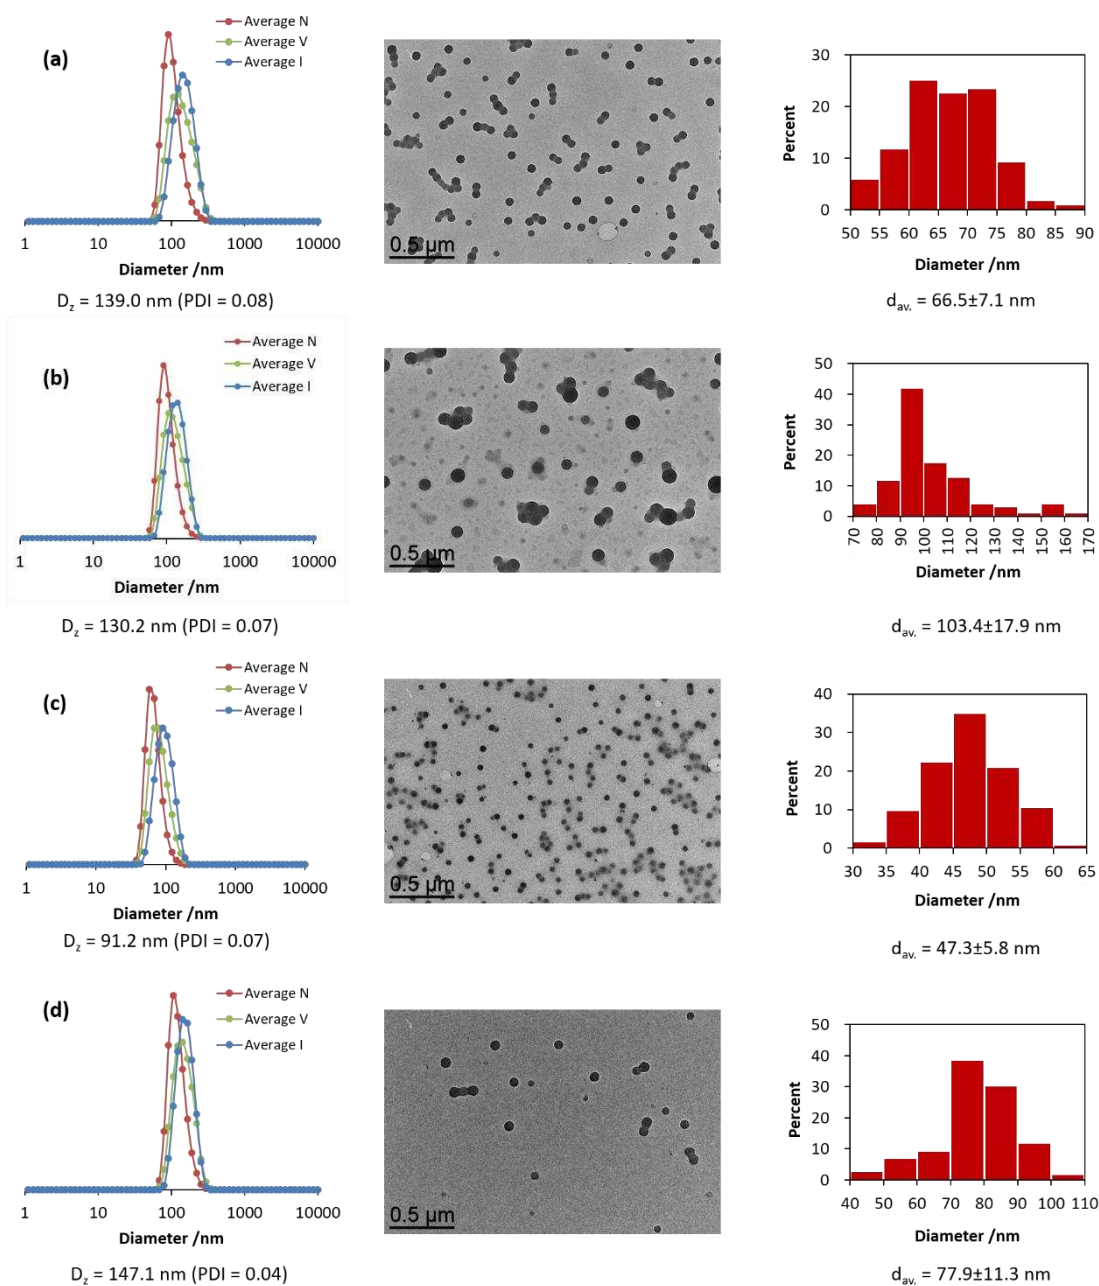 (a)
Average N
Average V
Average I
1 10 100 1000 10000
Diameter /nm
D_z = 139.0 nm (PDI = 0.08)
0.5 µm
Percent
30
20
10
0
50 55 60 65 70 75 80 85 90
Diameter /nm
d_av. = 66.5±7.1 nm
(b)
Average N
Average V
Average I
1 10 100 1000 10000
Diameter /nm
D_z = 130.2 nm (PDI = 0.07)
0.5 µm
Percent
50
40
30
20
10
0
70 80 90 100 110 120 130 140 150 160 170
Diameter /nm
d_av. = 103.4±17.9 nm
(c)
Average N
Average V
Average I
1 10 100 1000 10000
Diameter /nm
D_z = 91.2 nm (PDI = 0.07)
0.5 µm
Percent
40
30
20
10
0
30 35 40 45 50 55 60 65
Diameter /nm
d_av. = 47.3±5.8 nm
(d)
Average N
Average V
Average I
1 10 100 1000 10000
Diameter /nm
D_z = 147.1 nm (PDI = 0.04)
0.5 µm
Percent
50
40
30
20
10
0
40 50 60 70 80 90 100 110
Diameter /nm
d_av. = 77.9±11.3 nm